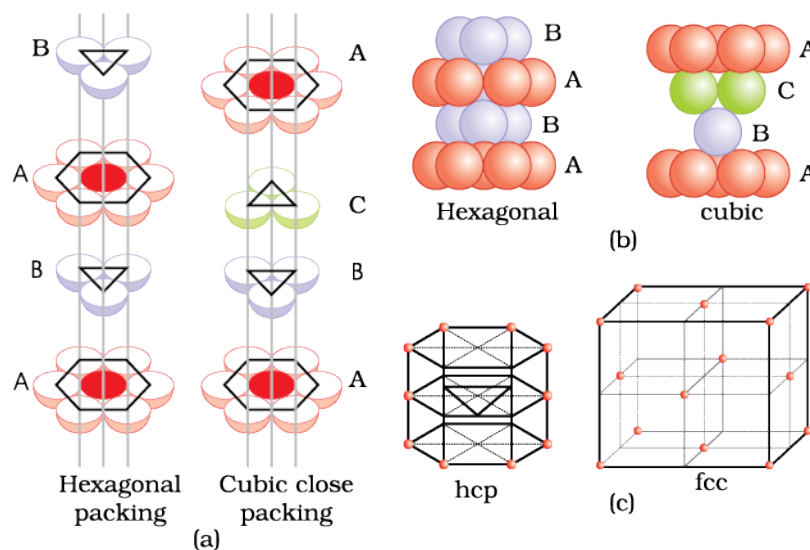 B
A
B
A
Hexagonal
packing
A
C
B
A
Cubic close
packing
(a)
B
A
B
A
Hexagonal
A
C
B
A
cubic
(b)
hcp
fcc
(c)